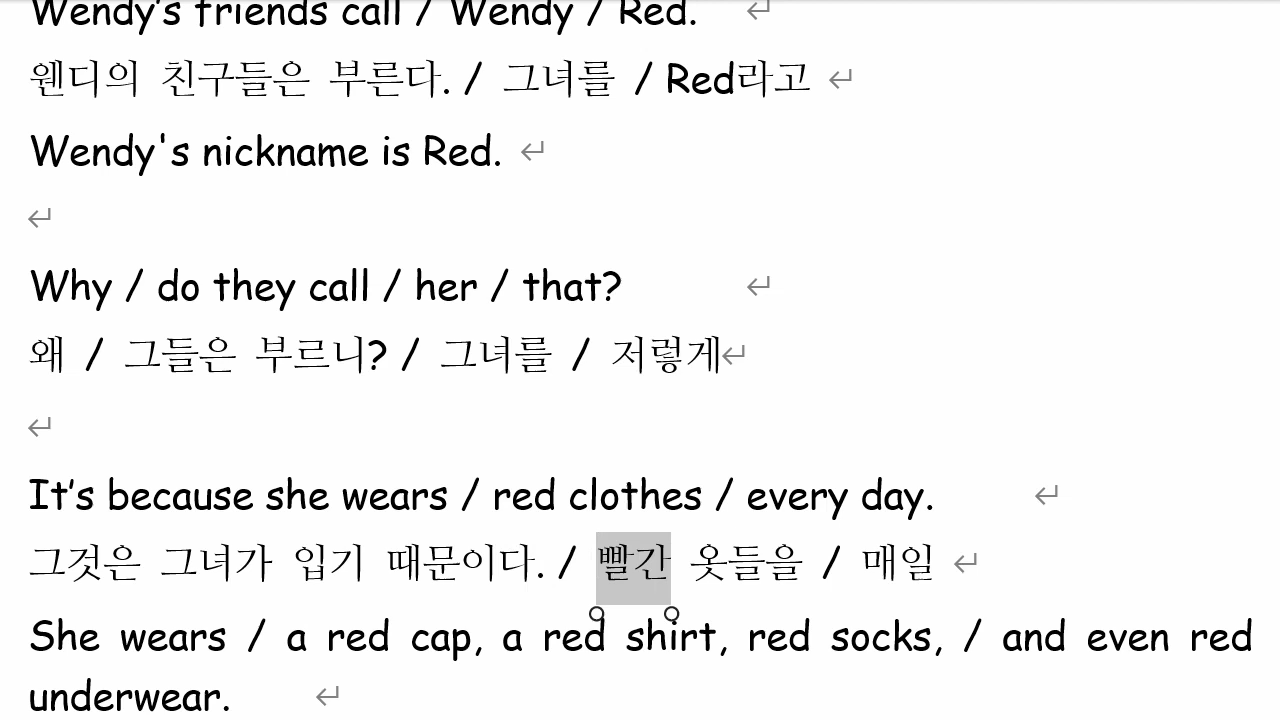 Wendy's friends call / Wendy / Red.
웬디의 친구들은 부른다. / 그녀를 / Red라고
Wendy's nickname is Red.
Why / do they call / her / that?
왜 / 그들은 부르니? / 그녀를 / 저렇게
It's because she wears / red clothes / every day.
그것은 그녀가 입기 때문이다. / 빨간 옷들을 / 매일
She wears / a red cap, a red shirt, red socks, / and even red
underwear.